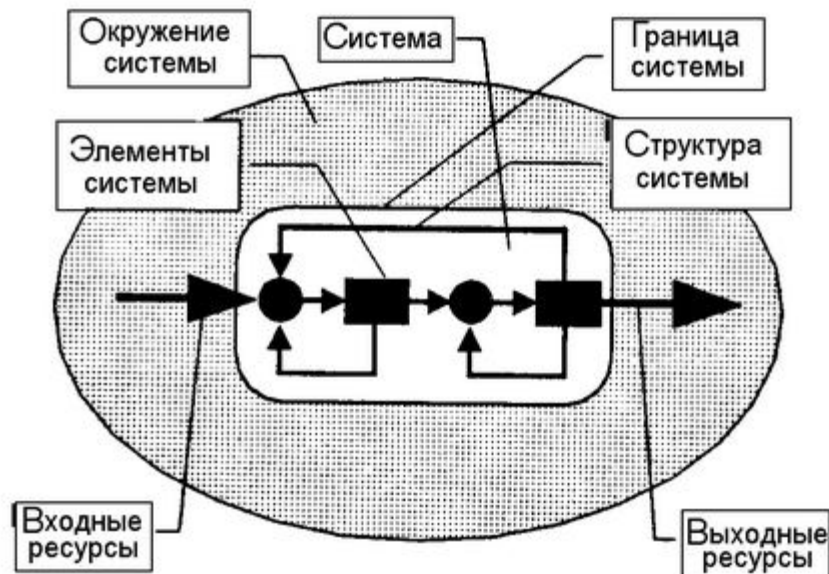 Окружение
системы
Система
Граница
системы
Элементы
системы
Структура
системы
Входные
ресурсы
Выходные
ресурсы